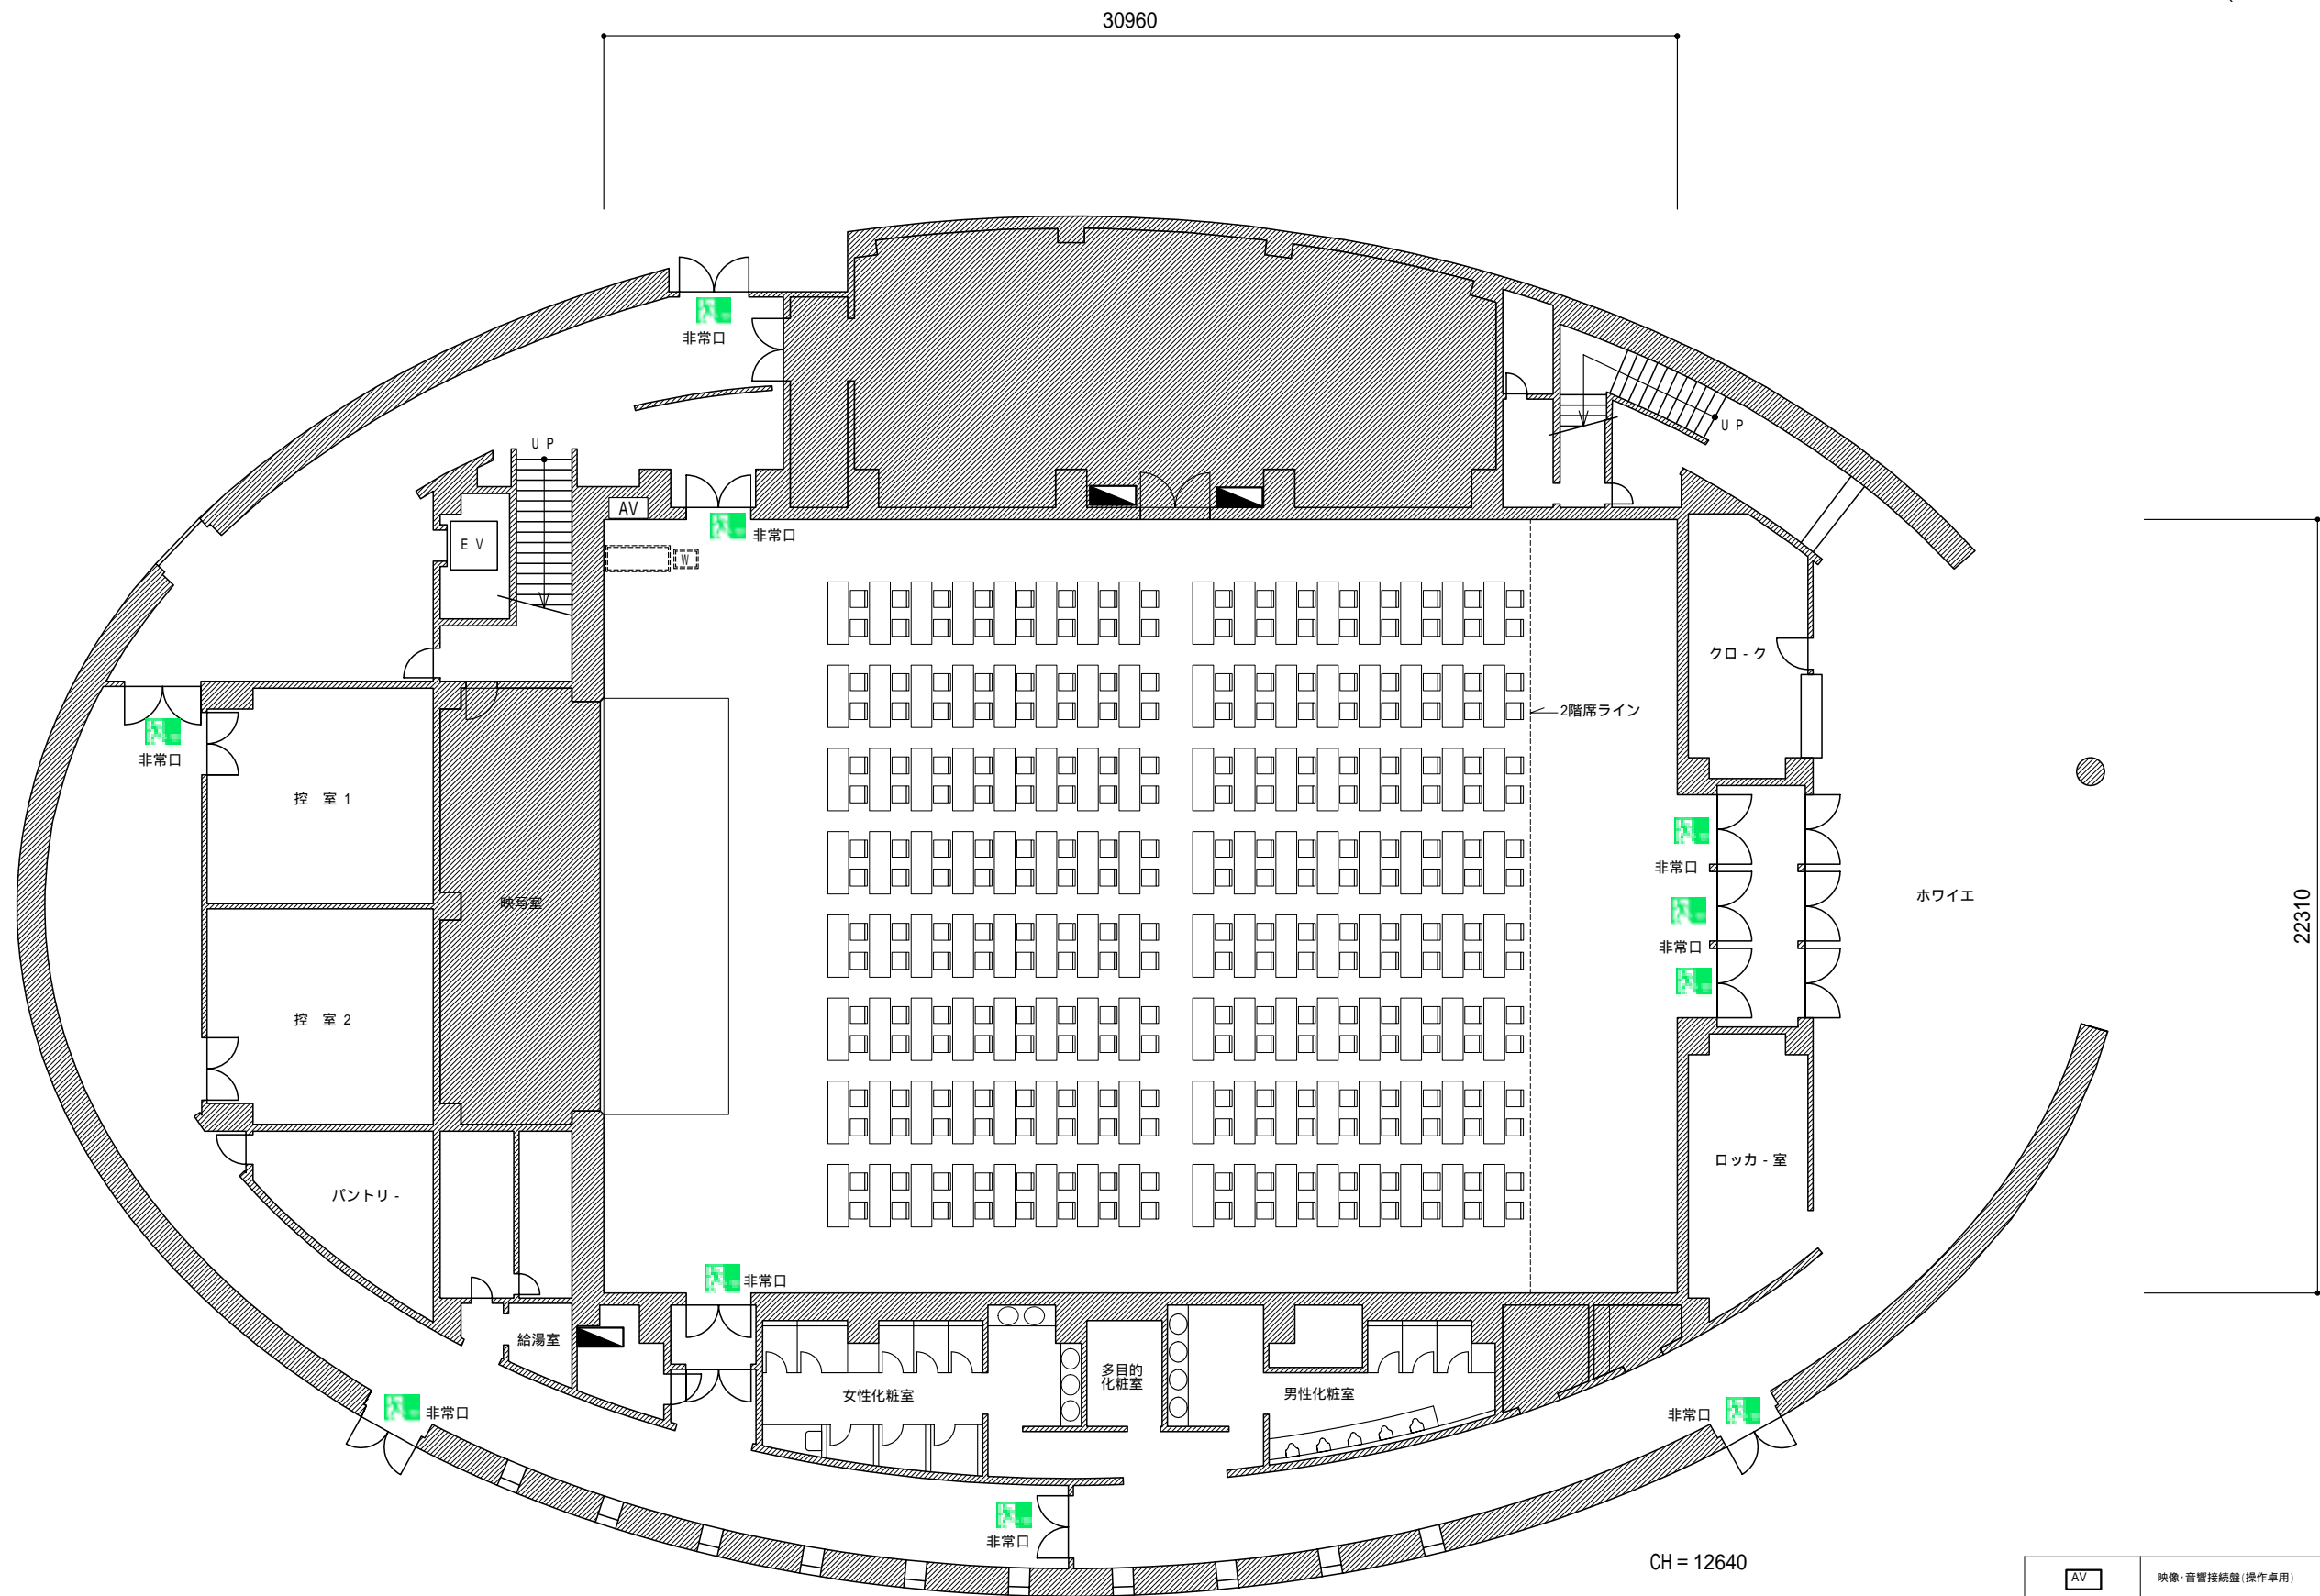 30960
非常口
UP
UP
AV
非常口
EV
W
クロ-ク
2階席ライン
非常口
控 室 1
非常口
映写室
ホワイエ
22310
非常口
控 室 2
ロッカ-室
パントリ-
非常口
給湯室
多目的
化粧室
女性化粧室
男性化粧室
非常口
非常口
非常口
CH = 12640
AV
映像・音響接続盤(操作卓用)